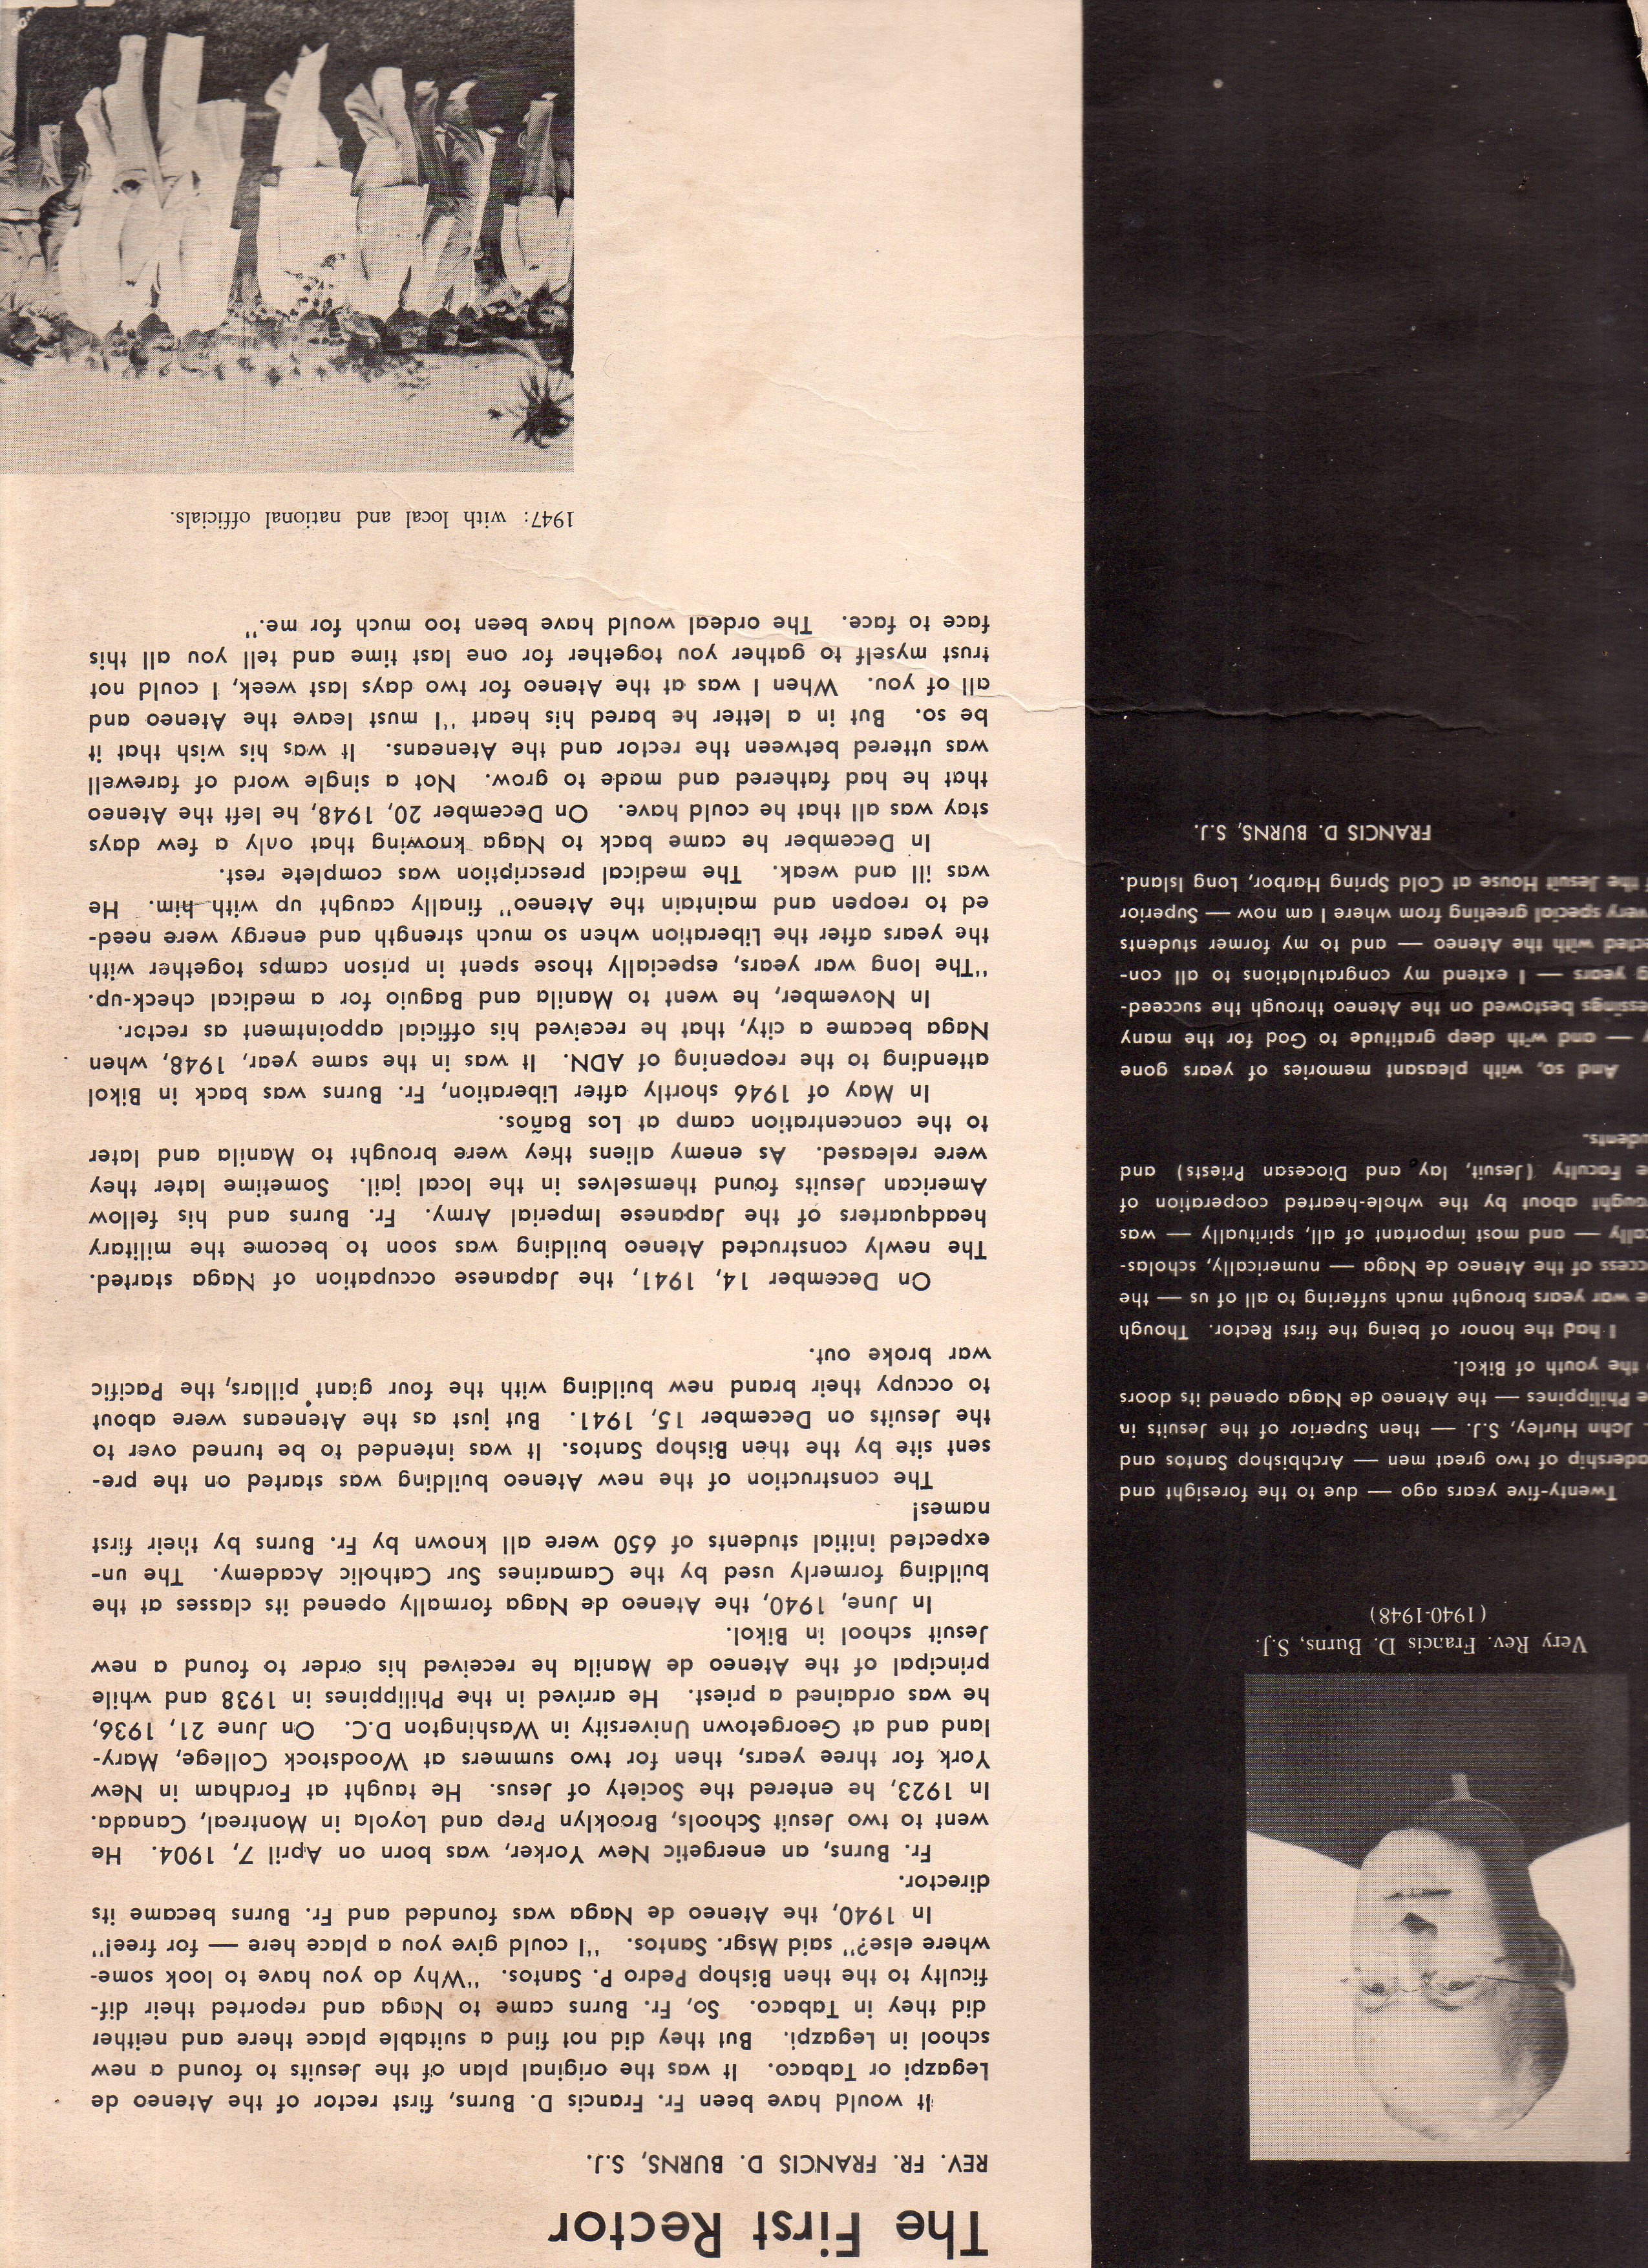 The First Rector
REV. FR. FRANCIS D. BURNS, S.J.
It would have been Fr. Francis D. Burns, first rector of the Ateneo de
Legazpi or Tabaco. It was the original plan of the Jesuits to found a new
school in Legazpi. But they did not find a suitable place there and neither
did they in Tabaco. So, Fr. Burns came to Naga and reported their dif-
ficulty to the then Bishop Pedro P. Santos. "Why do you have to look some-
where else?" said Msgr. Santos. "I could give you a place here — for free!"
In 1940, the Ateneo de Naga was founded and Fr. Burns became its
director.
Fr. Burns, an energetic New Yorker, was born on April 7, 1904. He
went to two Jesuit Schools, Brooklyn Prep and Loyola in Montreal, Canada.
In 1923, he entered the Society of Jesus. He taught at Fordham in New
York for three years, then for two summers at Woodstock College, Mary-
land and at Georgetown University in Washington D.C. On June 21, 1936,
he was ordained a priest. He arrived in the Philippines in 1938 and while
principal of the Ateneo de Manila he received his order to found a new
Jesuit school in Bikol.
In June, 1940, the Ateneo de Naga formally opened its classes at the
building formerly used by the Camarines Sur Catholic Academy. The un-
expected initial students of 650 were all known by Fr. Burns by their first
names!
The construction of the new Ateneo building was started on the pre-
sent site by the then Bishop Santos. It was intended to be turned over to
the Jesuits on December 15, 1941. But just as the Ateneans were about
to occupy their brand new building with the four giant pillars, the Pacific
war broke out.
On December 14, 1941, the Japanese occupation of Naga started.
The newly constructed Ateneo building was soon to become the military
headquarters of the Japanese Imperial Army. Fr. Burns and his fellow
American Jesuits found themselves in the local jail. Sometime later they
were released. As enemy aliens they were brought to Manila and later
to the concentration camp at Los Baños.
In May of 1946 shortly after Liberation, Fr. Burns was back in Bikol
attending to the reopening of ADN. It was in the same year, 1948, when
Naga became a city, that he received his official appointment as rector.
In November, he went to Manila and Baguio for a medical check-up.
"The long war years, especially those spent in prison camps together with
the years after the Liberation when so much strength and energy were need-
ed to reopen and maintain the Ateneo" finally caught up with him. He
was ill and weak. The medical prescription was complete rest.
In December he came back to Naga knowing that only a few days
stay was all that he could have. On December 20, 1948, he left the Ateneo
that he had fathered and made to grow. Not a single word of farewell
was uttered between the rector and the Ateneans. It was his wish that it
be so. But in a letter he bared his heart "I must leave the Ateneo and
all of you. When I was at the Ateneo for two days last week, I could not
trust myself to gather you together for one last time and tell you all this
face to face. The ordeal would have been too much for me."
1947: with local and national officials.
Very Rev. Francis D. Burns, S.J.
(1940-1948)
Twenty-five years ago — due to the foresight and
adership of two great men — Archbishop Santos and
. John Hurley, S.J. — then Superior of the Jesuits in
e Philippines — the Ateneo de Naga opened its doors
the youth of Bikol.
I had the honor of being the first Rector. Though
e war years brought much suffering to all of us — the
ccess of the Ateneo de Naga — numerically, scholas-
cally — and most important of all, spiritually — was
ought about by the whole-hearted cooperation of
e Faculty (Jesuit, lay and Diocesan Priests) and
udents.
And so, with pleasant memories of years gone
y — and with deep gratitude to God for the many
essings bestowed on the Ateneo through the succeed-
g years — I extend my congratulations to all con-
ected with the Ateneo — and to my former students
very special greeting from where I am now — Superior
f the Jesuit House at Cold Spring Harbor, Long Island.
FRANCIS D. BURNS, S.J.